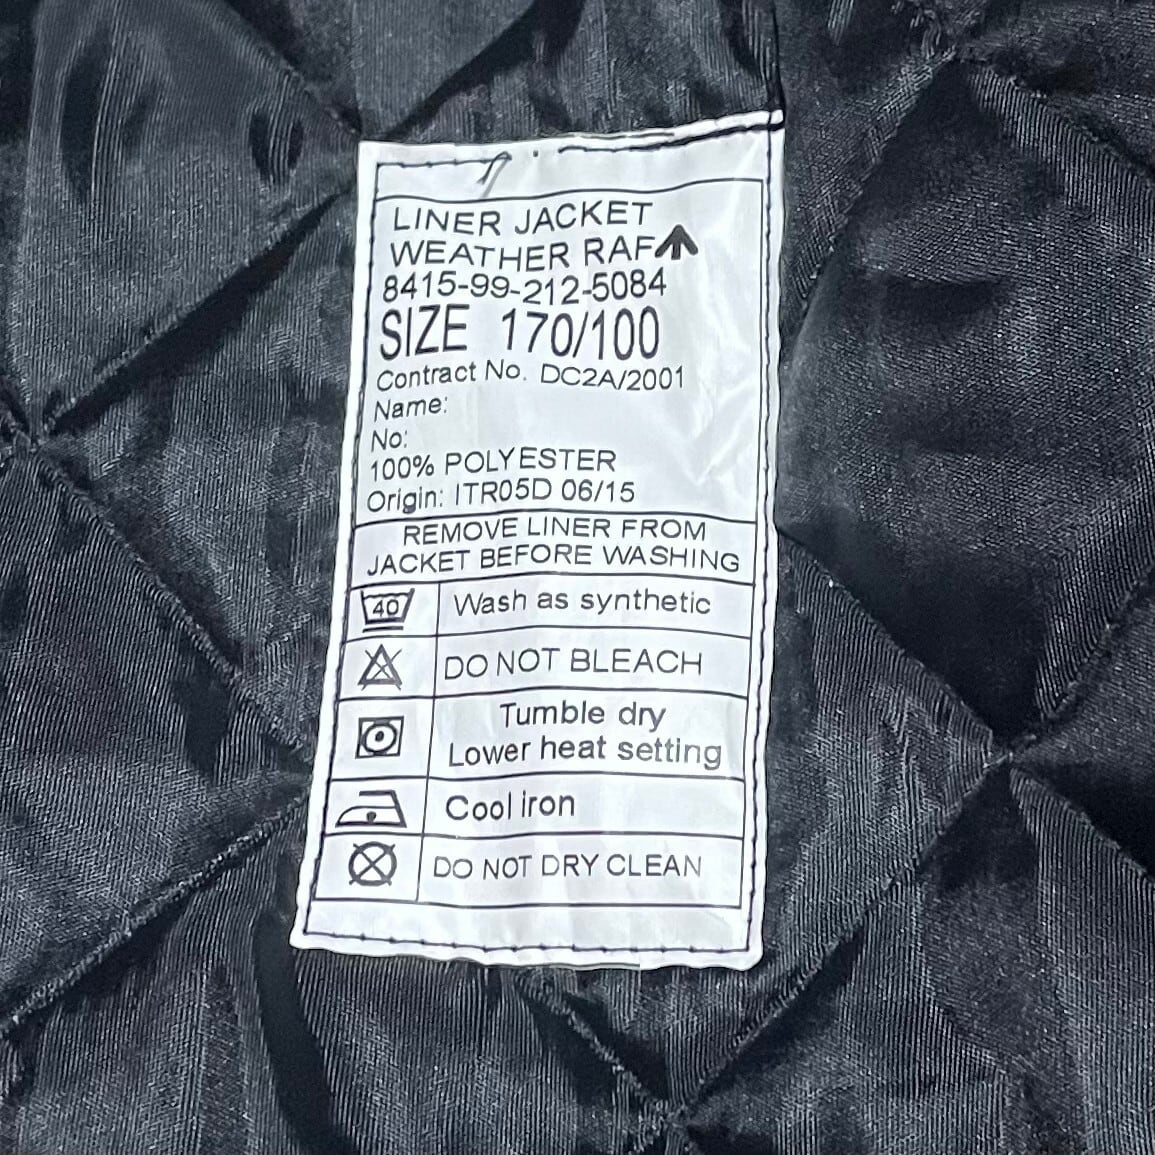 LINER JACKET
WEATHER RAF
8415-99-212-5084
SIZE 170/100
Contract No. DC2A/2001
Name:
No:
100% POLYESTER
Origin: ITR05D 06/15
REMOVE LINER FROM
JACKET BEFORE WASHING
40 Wash as synthetic
DO NOT BLEACH
Tumble dry
Lower heat setting
Cool iron
DO NOT DRY CLEAN